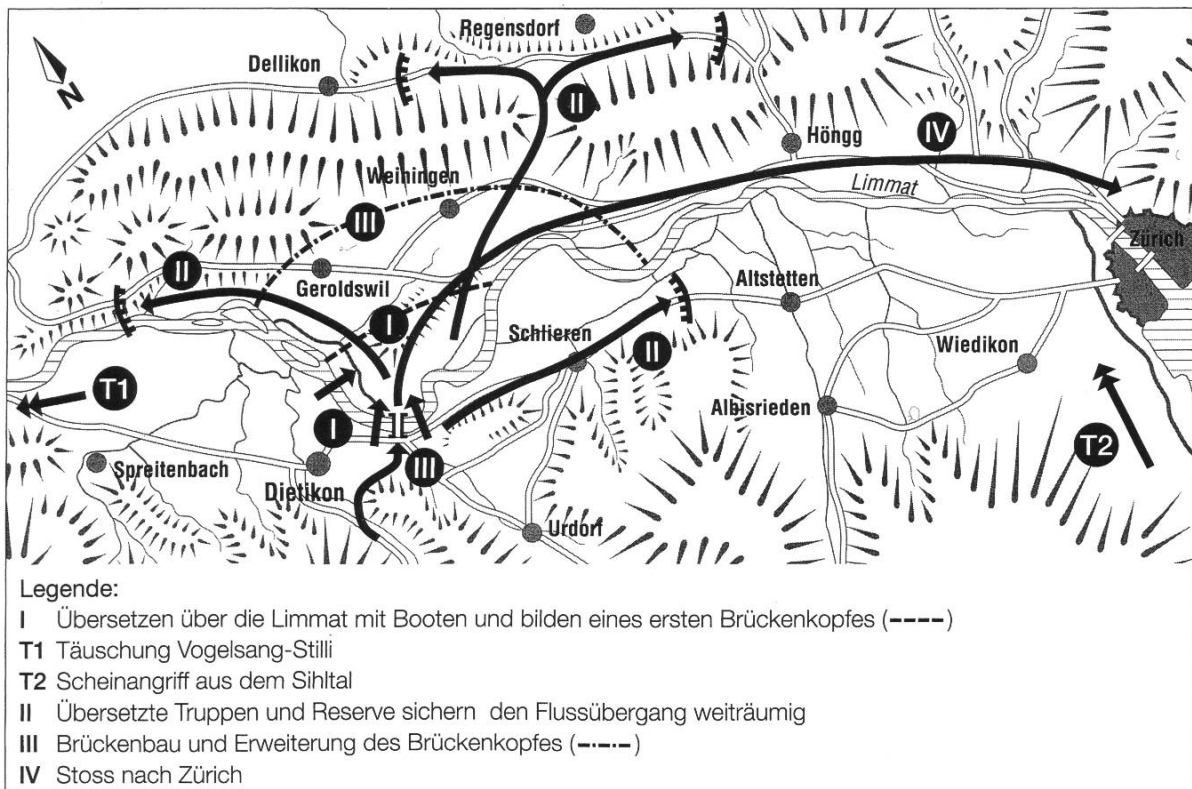 Regensdorf
Dellikon
N
II
Höngg
IV
Weihingen
Limmat
III
Zürich
II
Geroldswil
Altstetten
I
Schlieren
II
Wiedikon
T1
Albisrieden
I
T2
Spreitenbach
III
Dietikon
Urdorf
Legende:
I Übersetzen über die Limmat mit Booten und bilden eines ersten Brückenkopfes (----)
T1 Täuschung Vogelsang-Stilli
T2 Scheinangriff aus dem Sihltal
II Übersetzte Truppen und Reserve sichern den Flussübergang weiträumig
III Brückenbau und Erweiterung des Brückenkopfes (–·–·–)
IV Stoss nach Zürich